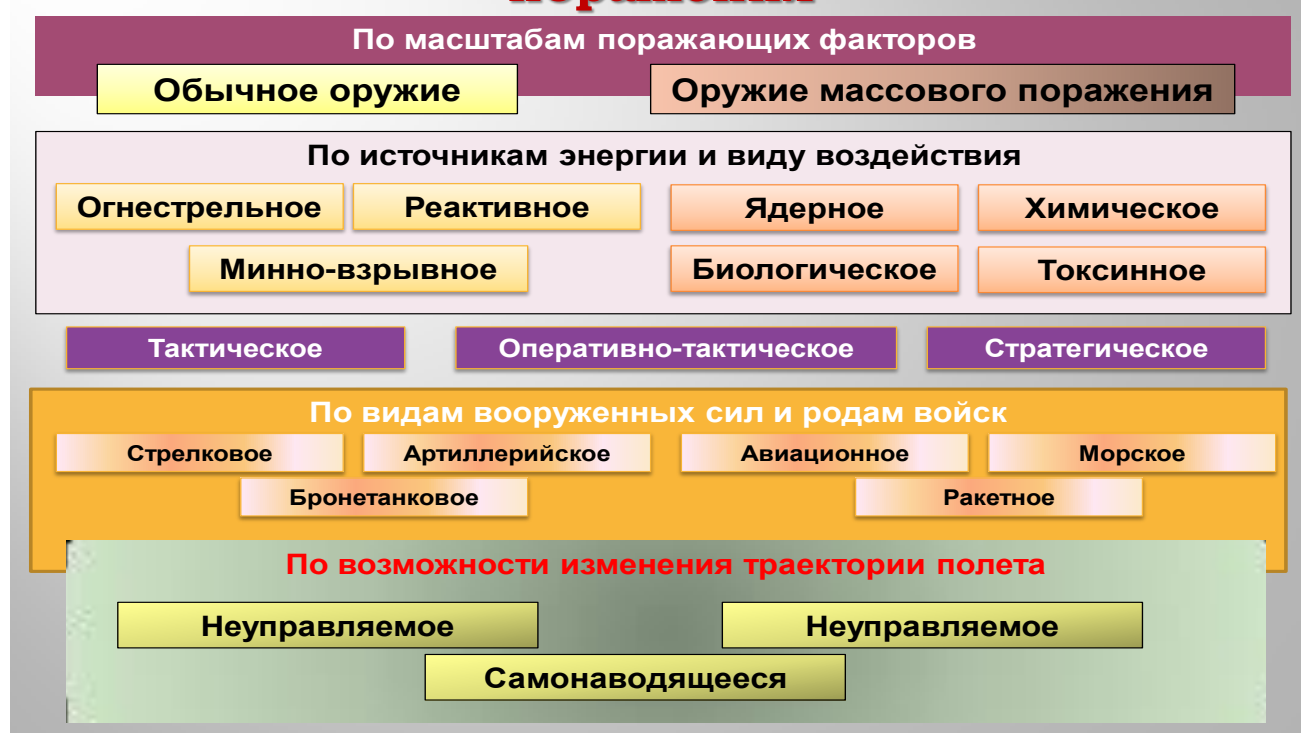 По масштабам поражающих факторов
Обычное оружие
Оружие массового поражения
По источникам энергии и виду воздействия
Огнестрельное
Реактивное
Ядерное
Химическое
Минно-взрывное
Биологическое
Токсинное
Тактическое
Оперативно-тактическое
Стратегическое
По видам вооруженных сил и родам войск
Стрелковое
Артиллерийское
Авиационное
Морское
Бронетанковое
Ракетное
По возможности изменения траектории полета
Неуправляемое
Неуправляемое
Самонаводящееся